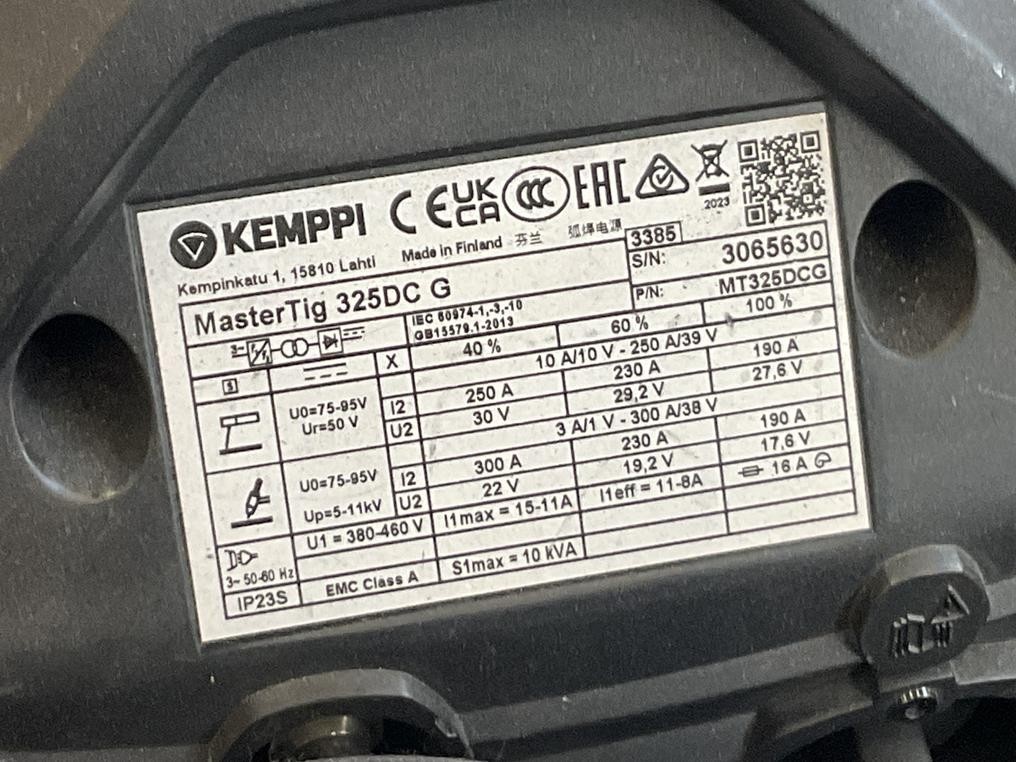 KEMPPI CE UK CA CCC EAC
2023
Kempinkatu 1, 15810 Lahti Made in Finland 芬兰 弧焊电源
3385
S/N: 3065630
MasterTig 325DC G
P/N: MT325DCG
IEC 60974-1,-3,-10
GB15579.1-2013
X 40 % 60 % 100 %
S
10 A/10 V - 250 A/39 V
U0=75-95V
Ur=50 V
I2 250 A 230 A 190 A
U2 30 V 29,2 V 27,6 V
3 A/1 V - 300 A/38 V
U0=75-95V
Up=5-11kV
I2 300 A 230 A 190 A
U2 22 V 19,2 V 17,6 V
3~ 50-60 Hz
U1 = 380-460 V I1max = 15-11A I1eff = 11-8A 16 A
S1max = 10 kVA
IP23S EMC Class A